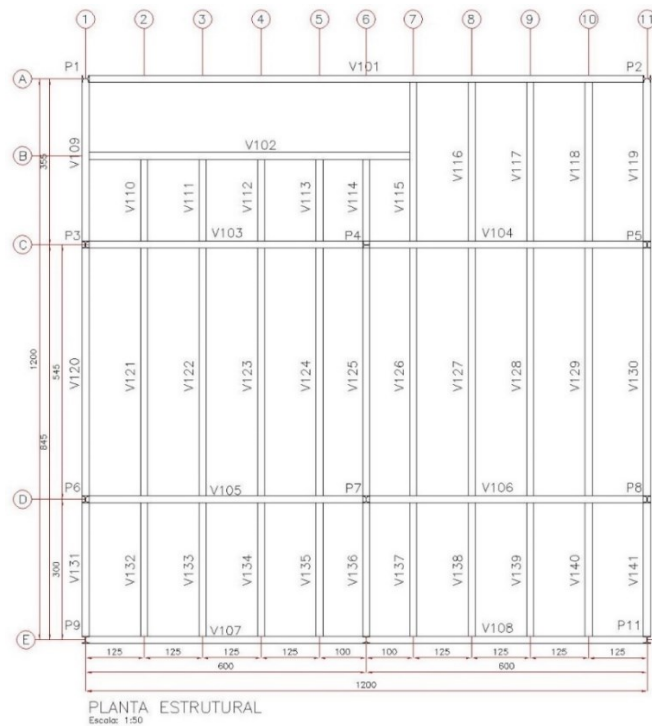 1 2 3 4 5 6 7 8 9 10 11
P1 V101 P2
A
V109 V116 V117 V118 V119
355
B V102
V110 V111 V112 V113 V114 V115
P3 V103 P4 V104 P5
C
1200 845 545
V120 V121 V122 V123 V124 V125 V126 V127 V128 V129 V130
P6 V105 P7 V106 P8
D
300
V131 V132 V133 V134 V135 V136 V137 V138 V139 V140 V141
P9 V107 V108 P11
E
125 125 125 125 100 100 125 125 125 125
600 600
1200
PLANTA ESTRUTURAL
Escala: 1:50